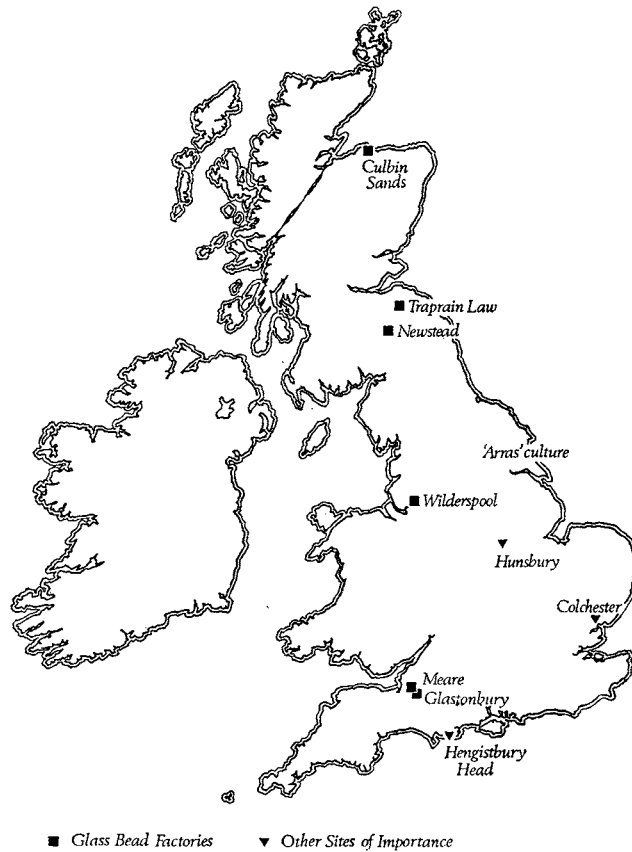 Culbin
Sands
Traprain Law
Newstead
'Arras' culture
Wilderspool
Hunsbury
Colchester
Meare
Glastonbury
Hengistbury
Head
Glass Bead Factories
Other Sites of Importance